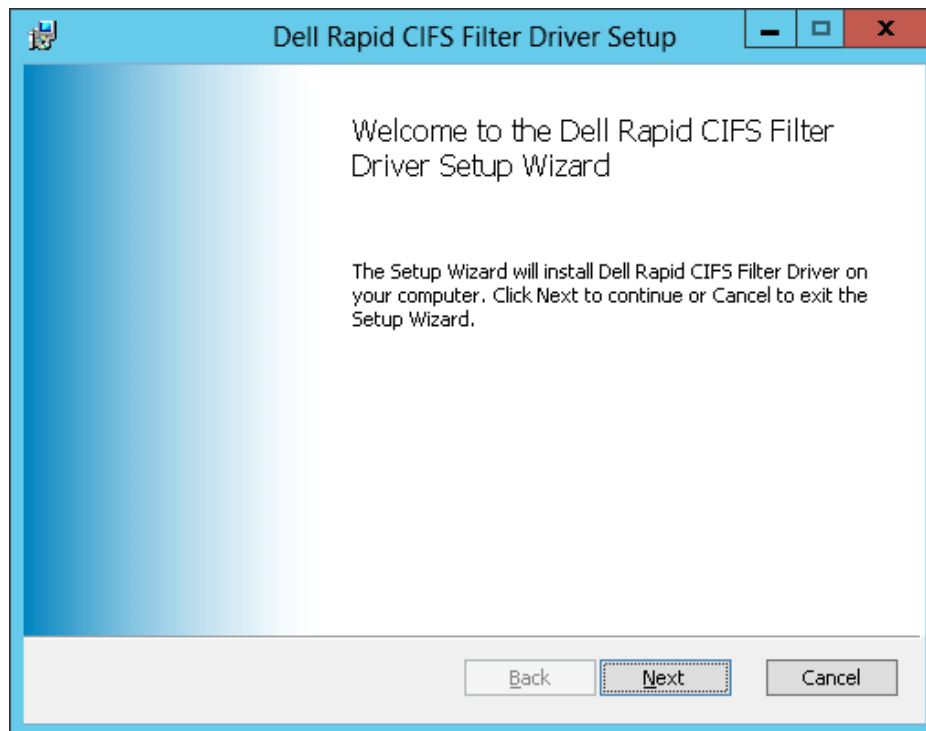 Dell Rapid CIFS Filter Driver Setup
Welcome to the Dell Rapid CIFS Filter
Driver Setup Wizard
The Setup Wizard will install Dell Rapid CIFS Filter Driver on
your computer. Click Next to continue or Cancel to exit the
Setup Wizard.
Back
Next
Cancel